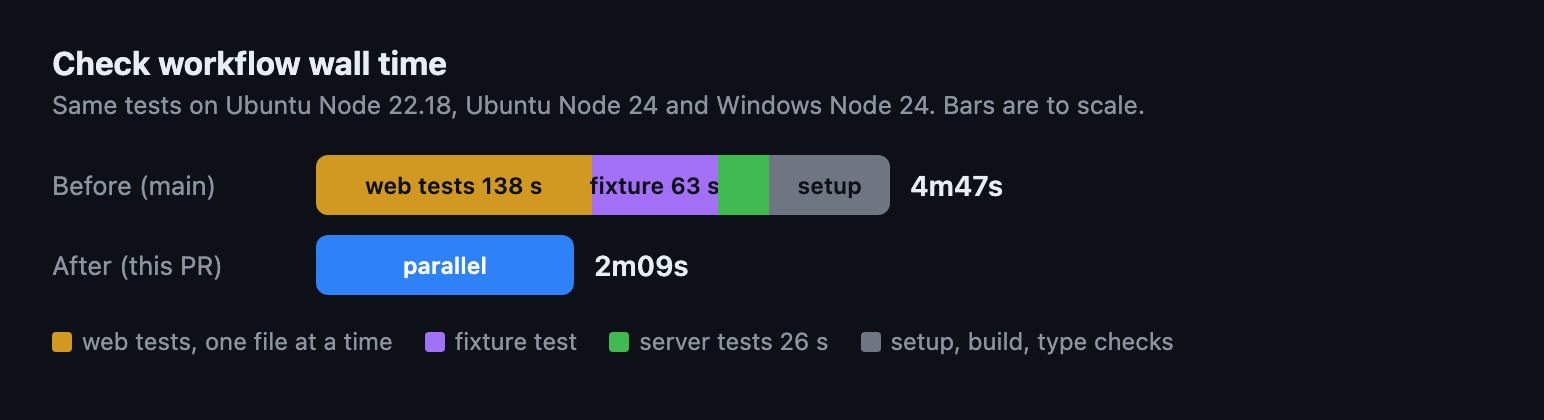 Check workflow wall time
Same tests on Ubuntu Node 22.18, Ubuntu Node 24 and Windows Node 24. Bars are to scale.
Before (main) web tests 138 s fixture 63 s setup 4m47s
After (this PR) parallel 2m09s
web tests, one file at a time fixture test server tests 26 s setup, build, type checks